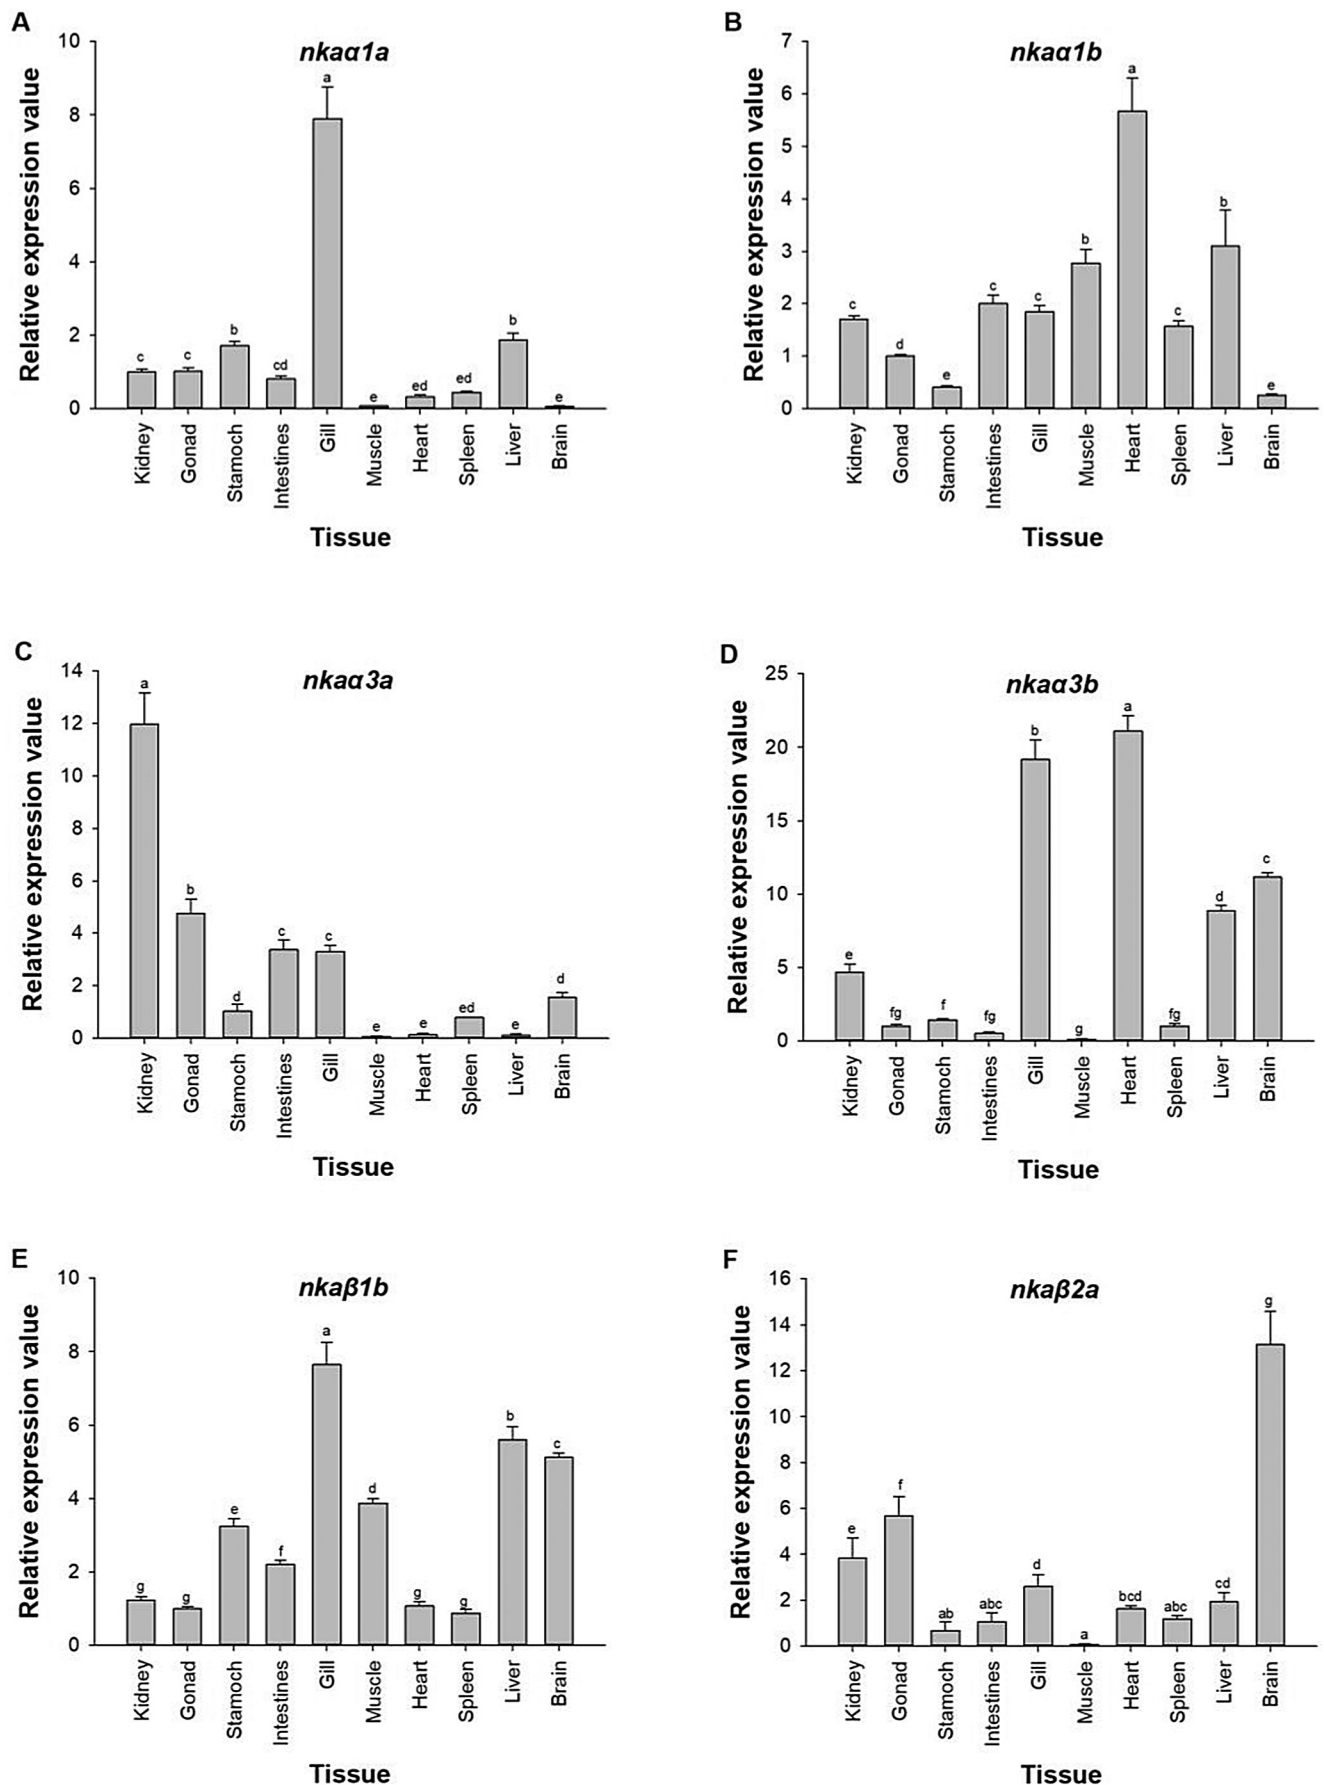 A
nkaα1a
Relative expression value
10
8
6
4
2
0
c
c
b
cd
a
e
ed
ed
b
e
Kidney
Gonad
Stamoch
Intestines
Gill
Muscle
Heart
Spleen
Liver
Brain
Tissue
B
nkaα1b
Relative expression value
7
6
5
4
3
2
1
0
c
d
e
c
c
b
a
c
b
e
Kidney
Gonad
Stamoch
Intestines
Gill
Muscle
Heart
Spleen
Liver
Brain
Tissue
C
nkaα3a
Relative expression value
14
12
10
8
6
4
2
0
a
b
d
c
c
e
e
ed
e
d
Kidney
Gonad
Stamoch
Intestines
Gill
Muscle
Heart
Spleen
Liver
Brain
Tissue
D
nkaα3b
Relative expression value
25
20
15
10
5
0
e
fg
f
fg
b
g
a
fg
d
c
Kidney
Gonad
Stamoch
Intestines
Gill
Muscle
Heart
Spleen
Liver
Brain
Tissue
E
nkaβ1b
Relative expression value
10
8
6
4
2
0
g
g
e
f
a
d
g
g
b
c
Kidney
Gonad
Stamoch
Intestines
Gill
Muscle
Heart
Spleen
Liver
Brain
Tissue
F
nkaβ2a
Relative expression value
16
14
12
10
8
6
4
2
0
e
f
ab
abc
d
a
bcd
abc
cd
g
Kidney
Gonad
Stamoch
Intestines
Gill
Muscle
Heart
Spleen
Liver
Brain
Tissue